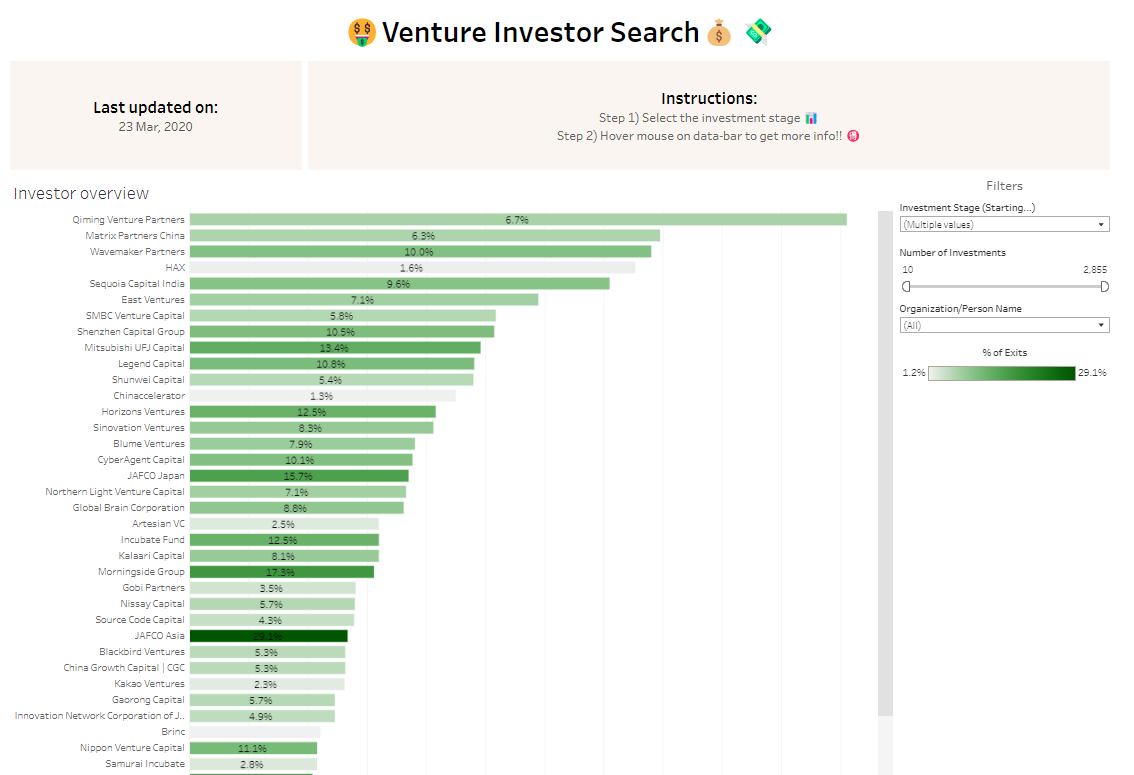 🤑 Venture Investor Search 💰 💸
Last updated on:
23 Mar, 2020
Instructions:
Step 1) Select the investment stage 📊
Step 2) Hover mouse on data-bar to get more info!!
Investor overview
Qiming Venture Partners 6.7%
Matrix Partners China 6.3%
Wavemaker Partners 10.0%
HAX 1.6%
Sequoia Capital India 9.6%
East Ventures 7.1%
SMBC Venture Capital 5.8%
Shenzhen Capital Group 10.5%
Mitsubishi UFJ Capital 13.4%
Legend Capital 10.8%
Shunwei Capital 5.4%
Chinaccelerator 1.3%
Horizons Ventures 12.5%
Sinovation Ventures 8.3%
Blume Ventures 7.9%
CyberAgent Capital 10.1%
JAFCO Japan 15.7%
Northern Light Venture Capital 7.1%
Global Brain Corporation 8.8%
Artesian VC 2.5%
Incubate Fund 12.5%
Kalaari Capital 8.1%
Morningside Group 17.3%
Gobi Partners 3.5%
Nissay Capital 5.7%
Source Code Capital 4.3%
JAFCO Asia 29.1%
Blackbird Ventures 5.3%
China Growth Capital | CGC 5.3%
Kakao Ventures 2.3%
Gaorong Capital 5.7%
Innovation Network Corporation of J.. 4.9%
Brinc
Nippon Venture Capital 11.1%
Samurai Incubate 2.8%
Filters
Investment Stage (Starting...)
(Multiple values)
Number of Investments
10 2,855
Organization/Person Name
(All)
% of Exits
1.2% 29.1%